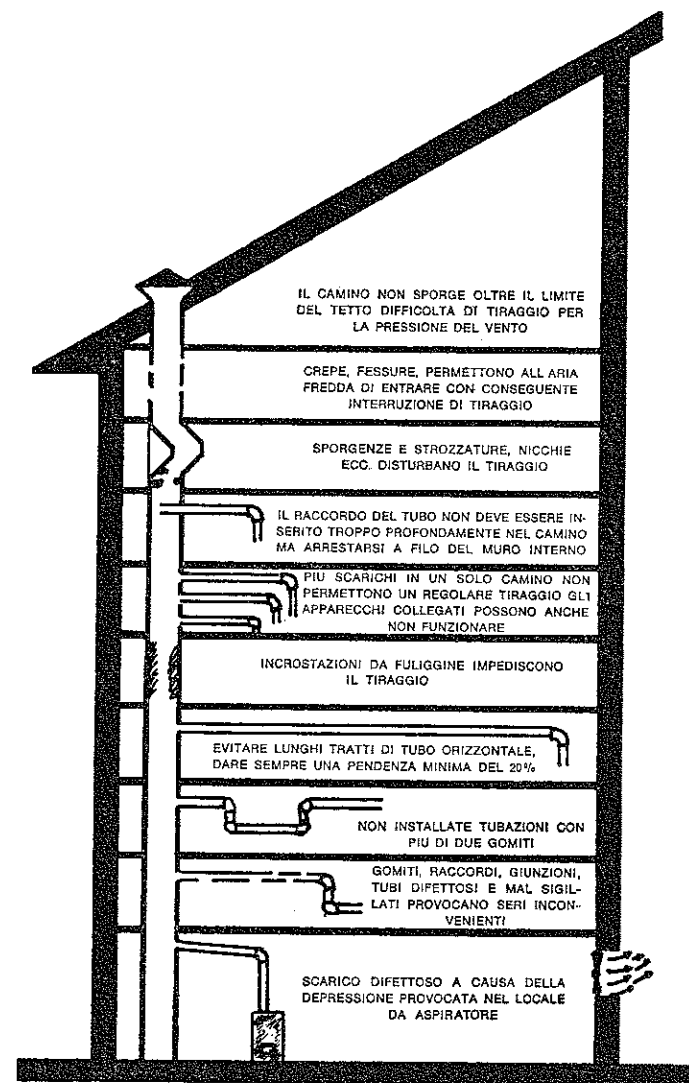 IL CAMINO NON SPORGE OLTRE IL LIMITE
DEL TETTO DIFFICOLTA DI TIRAGGIO PER
LA PRESSIONE DEL VENTO
CREPE, FESSURE, PERMETTONO ALL ARIA
FREDDA DI ENTRARE CON CONSEGUENTE
INTERRUZIONE DI TIRAGGIO
SPORGENZE E STROZZATURE, NICCHIE
ECC. DISTURBANO IL TIRAGGIO
IL RACCORDO DEL TUBO NON DEVE ESSERE IN-
SERITO TROPPO PROFONDAMENTE NEL CAMINO
MA ARRESTARSI A FILO DEL MURO INTERNO
PIU SCARICHI IN UN SOLO CAMINO NON
PERMETTONO UN REGOLARE TIRAGGIO GLI
APPARECCHI COLLEGATI POSSONO ANCHE
NON FUNZIONARE
INCROSTAZIONI DA FULIGGINE IMPEDISCONO
IL TIRAGGIO
EVITARE LUNGHI TRATTI DI TUBO ORIZZONTALE,
DARE SEMPRE UNA PENDENZA MINIMA DEL 20%
NON INSTALLATE TUBAZIONI CON
PIU DI DUE GOMITI
GOMITI, RACCORDI, GIUNZIONI,
TUBI DIFETTOSI E MAL SIGIL-
LATI PROVOCANO SERI INCON-
VENIENTI
SCARICO DIFETTOSO A CAUSA DELLA
DEPRESSIONE PROVOCATA NEL LOCALE
DA ASPIRATORE